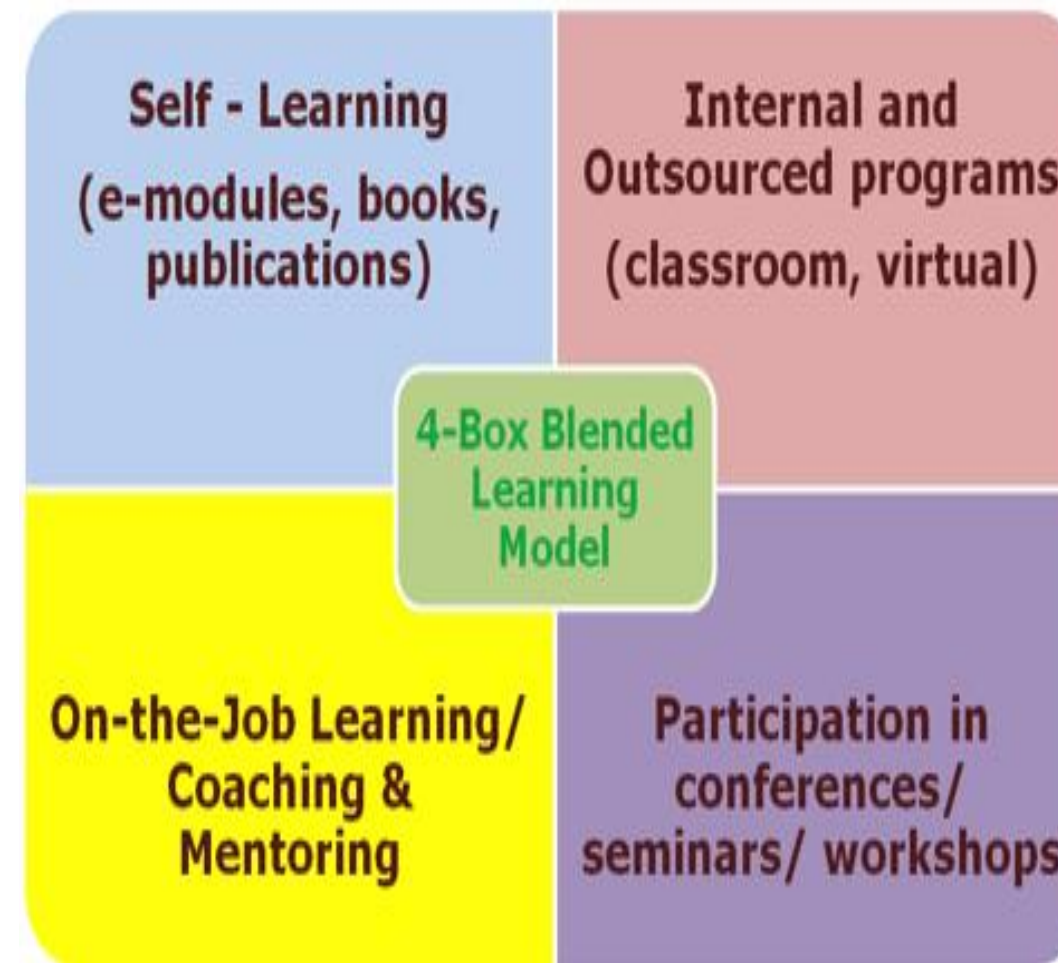 Self - Learning
(e-modules, books,
publications)
Internal and
Outsourced programs
(classroom, virtual)
4-Box Blended
Learning
Model
On-the-Job Learning/
Coaching &
Mentoring
Participation in
conferences/
seminars/ workshops